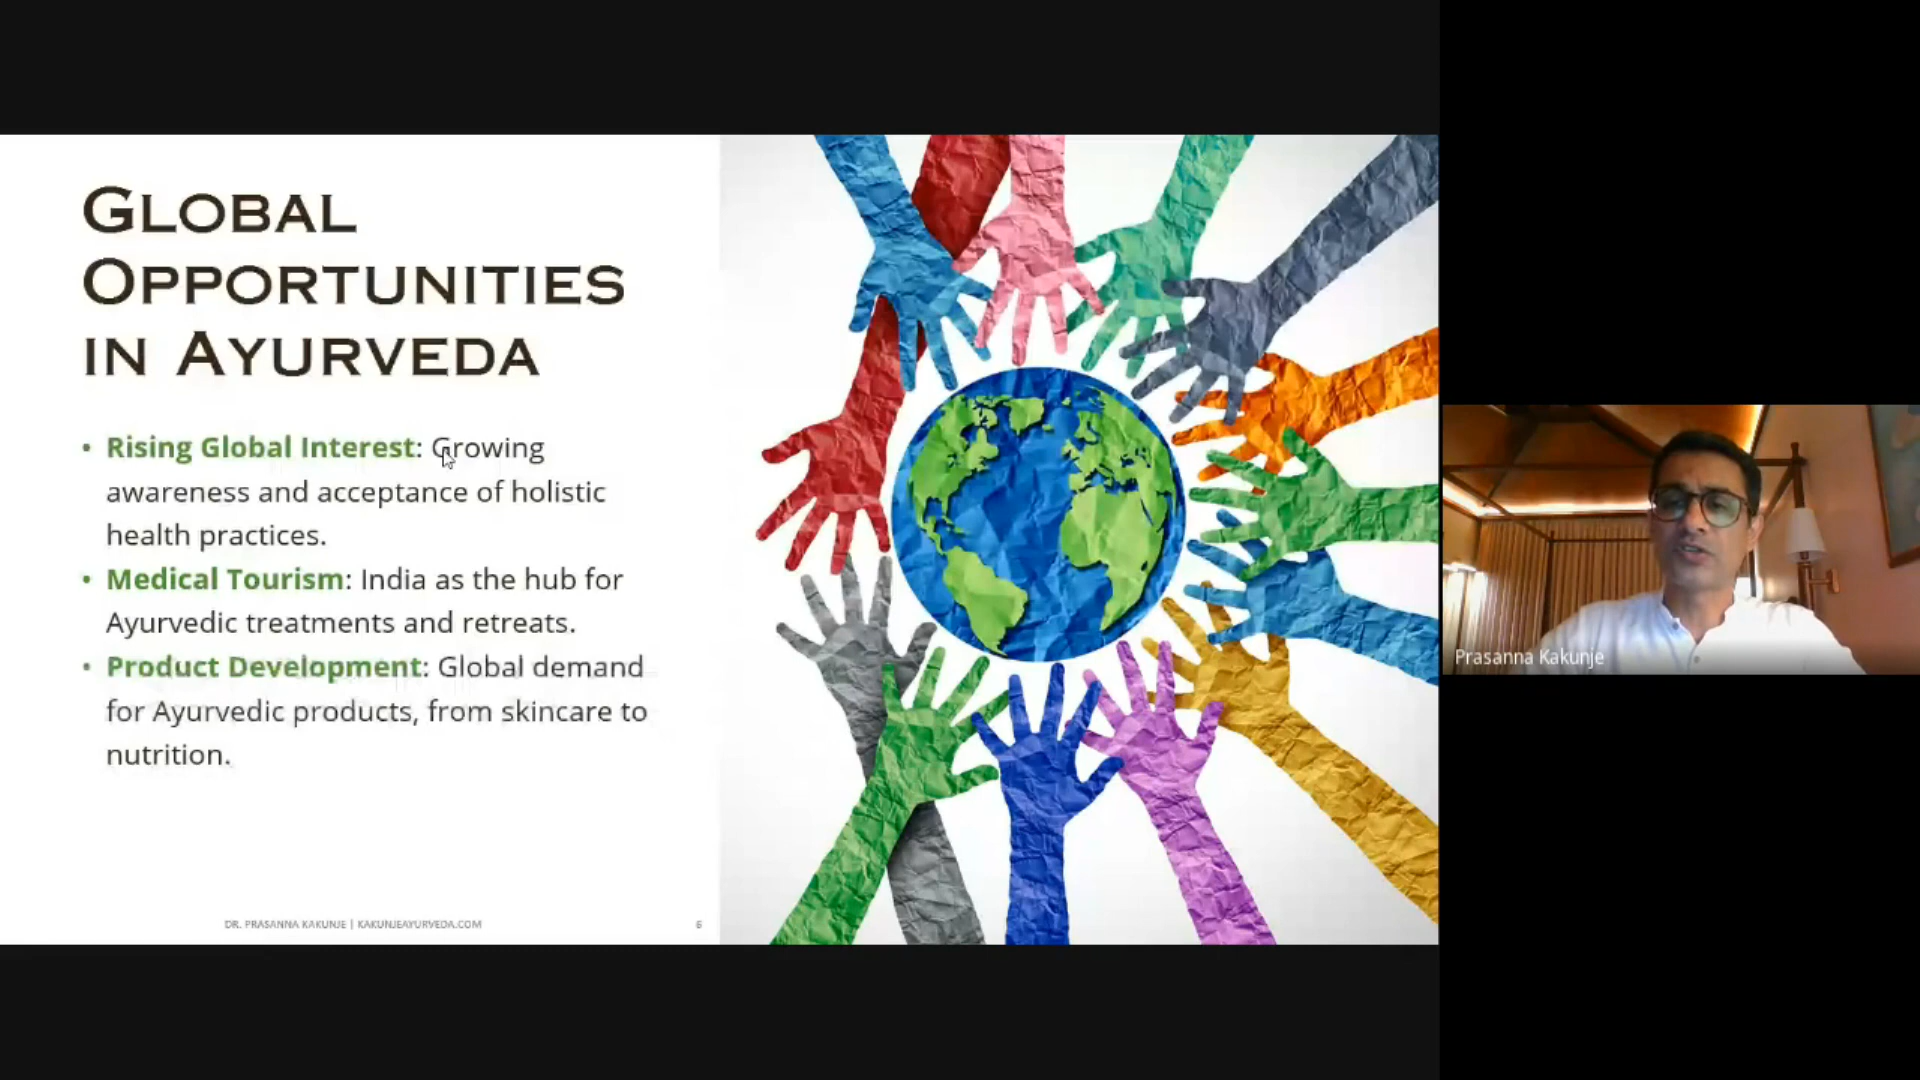 GLOBAL
OPPORTUNITIES
IN AYURVEDA
• Rising Global Interest: Growing
awareness and acceptance of holistic
health practices.
• Medical Tourism: India as the hub for
Ayurvedic treatments and retreats.
• Product Development: Global demand
for Ayurvedic products, from skincare to
nutrition.
DR. PRASANNA KAKUNJE | KAKUNJEAYURVEDA.COM
6
Prasanna Kakunje